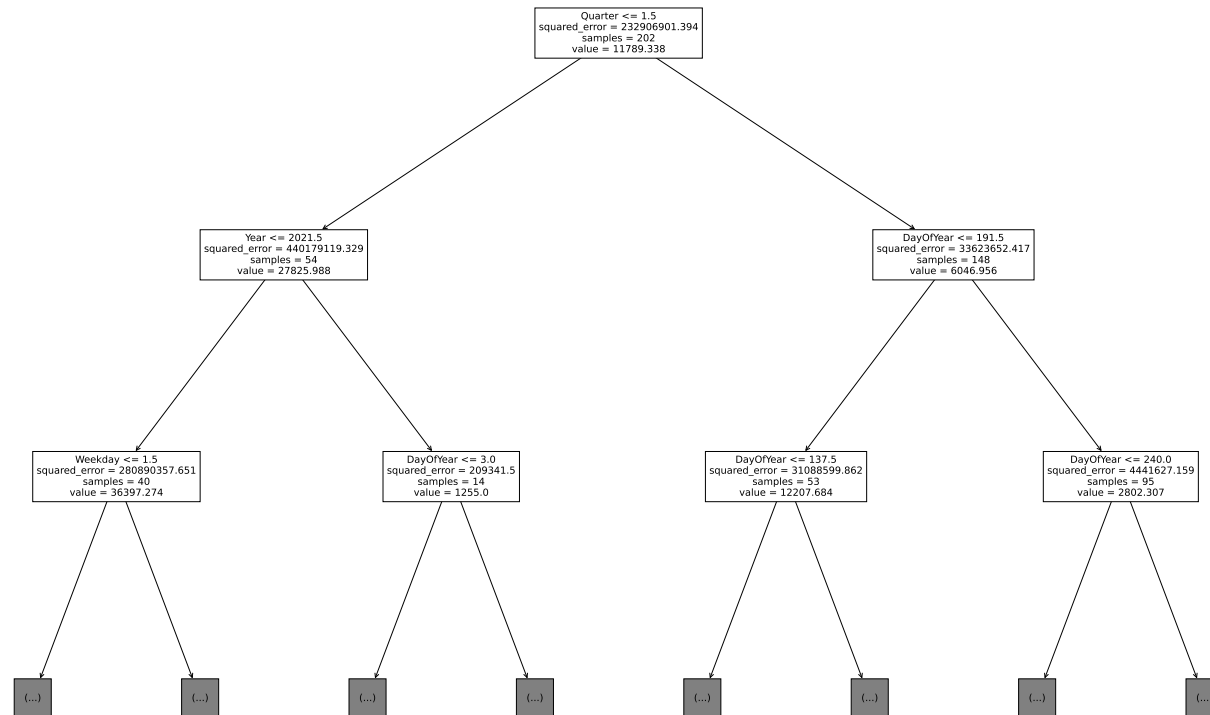 Quarter <= 1.5
squared_error = 232906901.394
samples = 202
value = 11789.338
Year <= 2021.5
squared_error = 440179119.329
samples = 54
value = 27825.988
DayOfYear <= 191.5
squared_error = 33623652.417
samples = 148
value = 6046.956
Weekday <= 1.5
squared_error = 280890357.651
samples = 40
value = 36397.274
DayOfYear <= 3.0
squared_error = 209341.5
samples = 14
value = 1255.0
DayOfYear <= 137.5
squared_error = 31088599.862
samples = 53
value = 12207.684
DayOfYear <= 240.0
squared_error = 4441627.159
samples = 95
value = 2802.307
(...)
(...)
(...)
(...)
(...)
(...)
(...)
(...